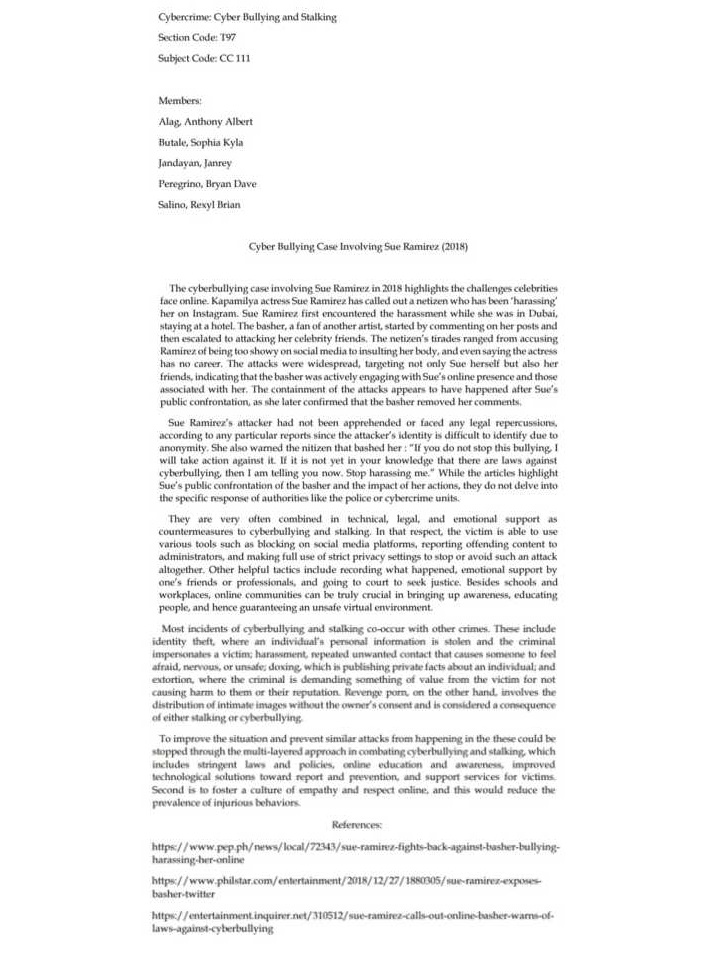 Cybercrime: Cyber Bullying and Stalking
Section Code: T97
Subject Code: CC 111
Members:
Alag, Anthony Albert
Butale, Sophia Kyla
Jandayan, Janrey
Peregrino, Bryan Dave
Salino, Rexyl Brian
Cyber Bullying Case Involving Sue Ramirez (2018)
The cyberbullying case involving Sue Ramirez in 2018 highlights the challenges celebrities
face online. Kapamilya actress Sue Ramirez has called out a netizen who has been 'harassing'
her on Instagram. Sue Ramirez first encountered the harassment while she was in Dubai,
staying at a hotel. The basher, a fan of another artist, started by commenting on her posts and
then escalated to attacking her celebrity friends. The netizen's tirades ranged from accusing
Ramirez of being too showy on social media to insulting her body, and even saying the actress
has no career. The attacks were widespread, targeting not only Sue herself but also her
friends, indicating that the basher was actively engaging with Sue's online presence and those
associated with her. The containment of the attacks appears to have happened after Sue's
public confrontation, as she later confirmed that the basher removed her comments.
Sue Ramirez's attacker had not been apprehended or faced any legal repercussions,
according to any particular reports since the attacker's identity is difficult to identify due to
anonymity. She also warned the nitizen that bashed her : "If you do not stop this bullying, I
will take action against it. If it is not yet in your knowledge that there are laws against
cyberbullying, then I am telling you now. Stop harassing me." While the articles highlight
Sue's public confrontation of the basher and the impact of her actions, they do not delve into
the specific response of authorities like the police or cybercrime units.
They are very often combined in technical, legal, and emotional support as
countermeasures to cyberbullying and stalking. In that respect, the victim is able to use
various tools such as blocking on social media platforms, reporting offending content to
administrators, and making full use of strict privacy settings to stop or avoid such an attack
altogether. Other helpful tactics include recording what happened, emotional support by
one's friends or professionals, and going to court to seek justice. Besides schools and
workplaces, online communities can be truly crucial in bringing up awareness, educating
people, and hence guaranteeing an unsafe virtual environment.
Most incidents of cyberbullying and stalking co-occur with other crimes. These include
identity theft, where an individual's personal information is stolen and the criminal
impersonates a victim; harassment, repeated unwanted contact that causes someone to feel
afraid, nervous, or unsafe; doxing, which is publishing private facts about an individual; and
extortion, where the criminal is demanding something of value from the victim for not
causing harm to them or their reputation. Revenge porn, on the other hand, involves the
distribution of intimate images without the owner's consent and is considered a consequence
of either stalking or cyberbullying.
To improve the situation and prevent similar attacks from happening in the these could be
stopped through the multi-layered approach in combating cyberbullying and stalking, which
includes stringent laws and policies, online education and awareness, improved
technological solutions toward report and prevention, and support services for victims.
Second is to foster a culture of empathy and respect online, and this would reduce the
prevalence of injurious behaviors.
References:
https://www.pep.ph/news/local/72343/sue-ramirez-fights-back-against-basher-bullying-
harassing-her-online
https://www.philstar.com/entertainment/2018/12/27/1880305/sue-ramirez-exposes-
basher-twitter
https://entertainment.inquirer.net/310512/sue-ramirez-calls-out-online-basher-warns-of-
laws-against-cyberbullying